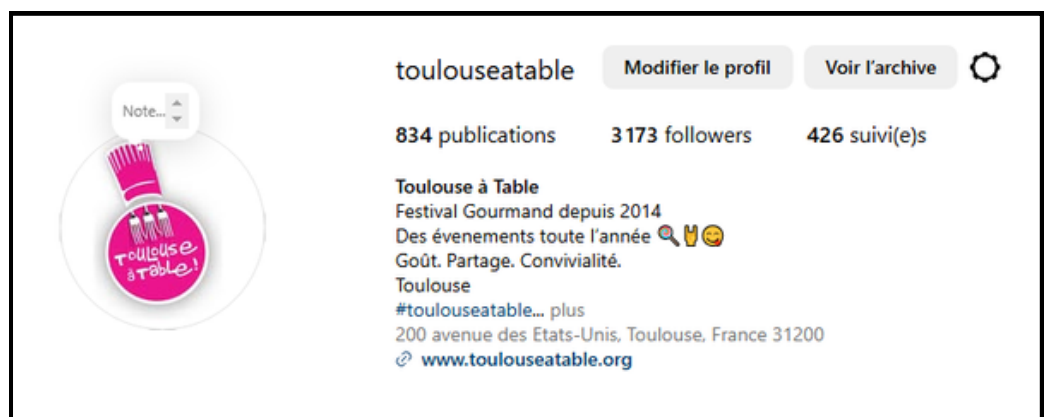 toulouseatable Modifier le profil Voir l'archive
Note...
834 publications 3 173 followers 426 suivi(e)s
Toulouse à Table
Festival Gourmand depuis 2014
Des évenements toute l'année 🍭🤘😋
Goût. Partage. Convivialité.
Toulouse
#toulouseatable... plus
200 avenue des Etats-Unis, Toulouse, France 31200
www.toulouseatable.org
Toulouse
à Table!